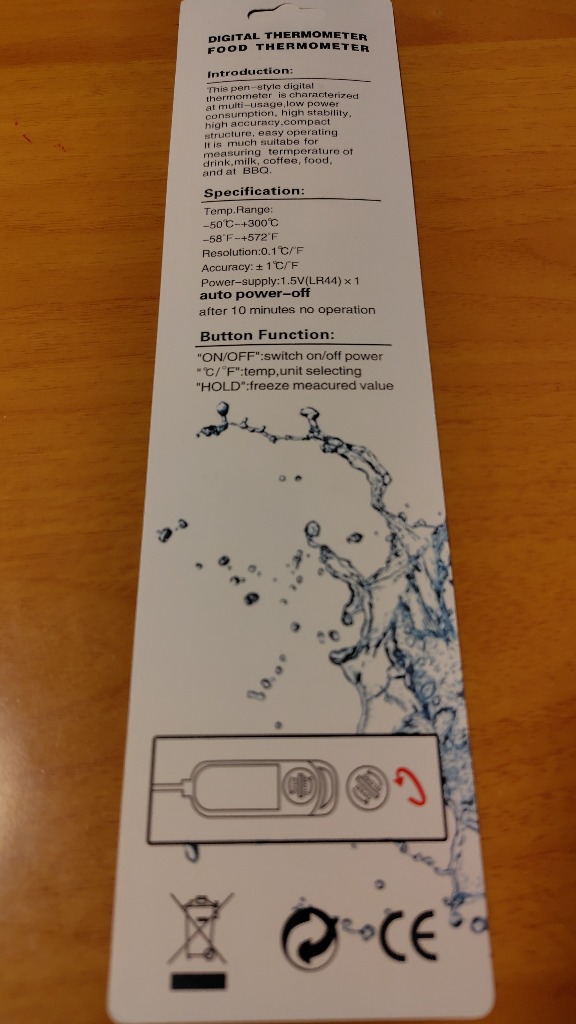 DIGITAL THERMOMETER
FOOD THERMOMETER
Introduction:
This pen-style digital
thermometer is characterized
at multi-usage,low power
consumption, high stability,
high accuracy,compact
structure, easy operating
It is much suitabe for
measuring termperature of
drink,milk, coffee, food,
and at BBQ.
Specification:
Temp.Range:
-50℃-+300℃
-58°F-+572°F
Resolution:0.1℃/°F
Accuracy: ± 1℃/°F
Power-supply:1.5V(LR44) x 1
auto power-off
after 10 minutes no operation
Button Function:
"ON/OFF":switch on/off power
"℃/°F":temp,unit selecting
"HOLD":freeze meacured value
CE